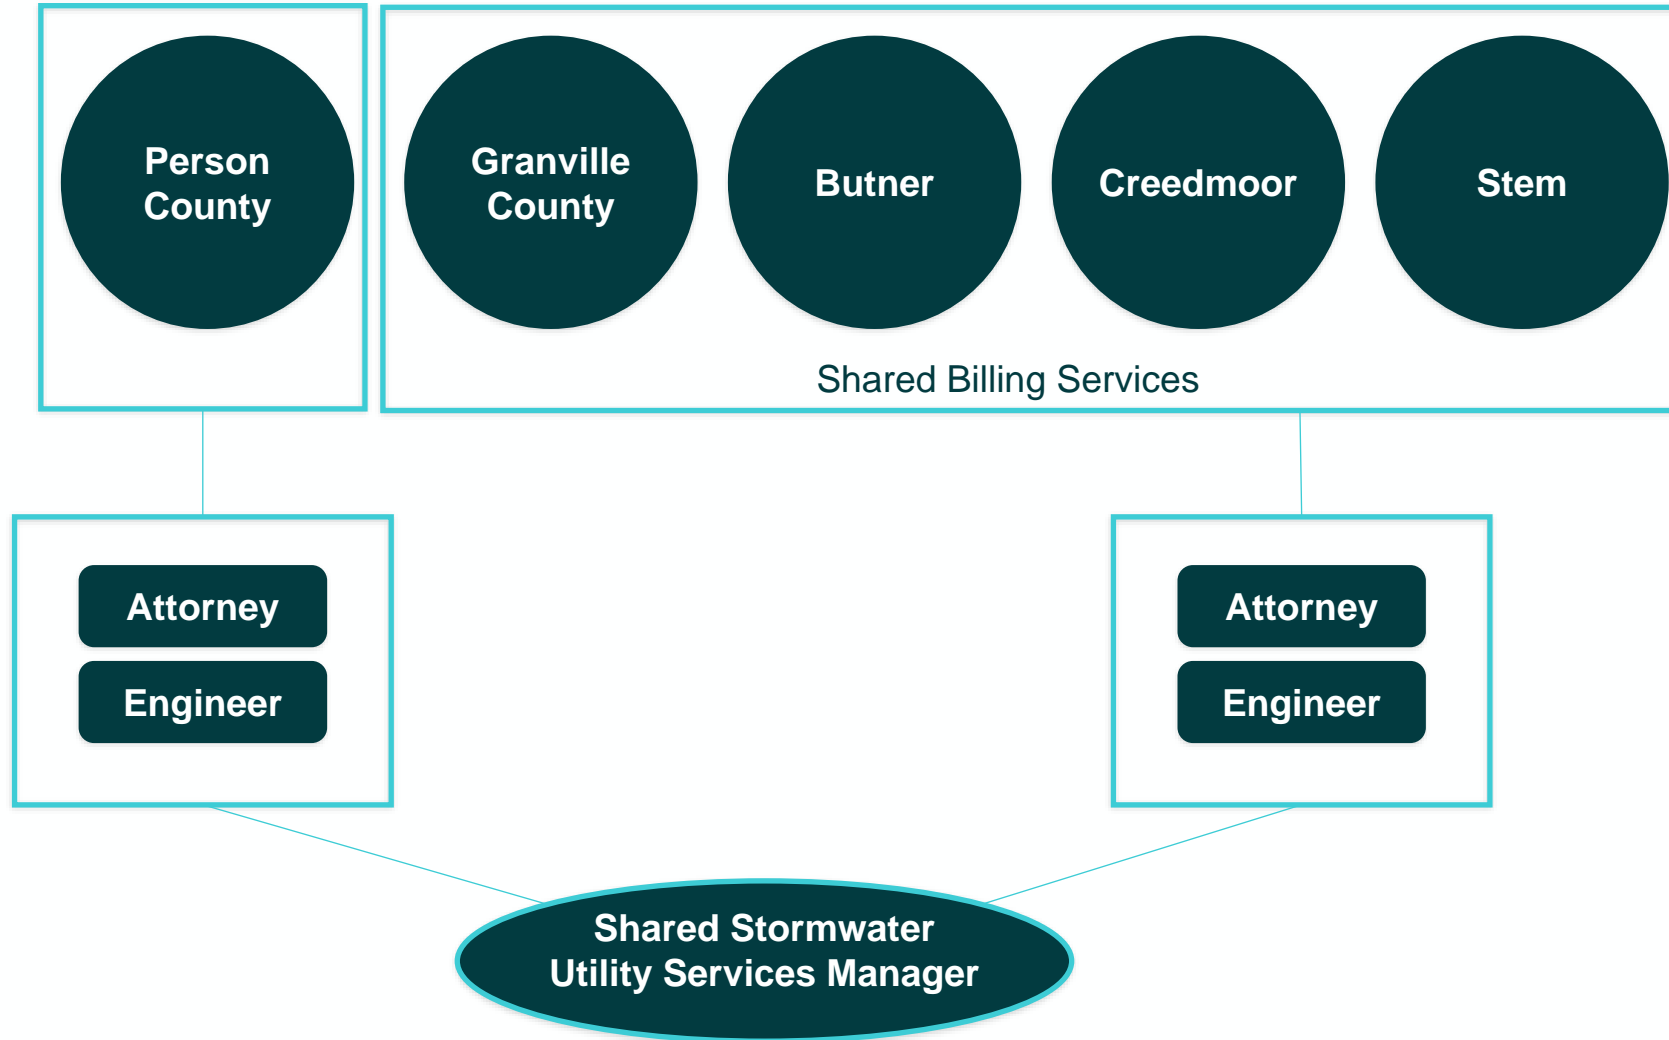 Person
County
Granville
County
Butner
Creedmoor
Stem
Shared Billing Services
Attorney
Engineer
Attorney
Engineer
Shared Stormwater
Utility Services Manager